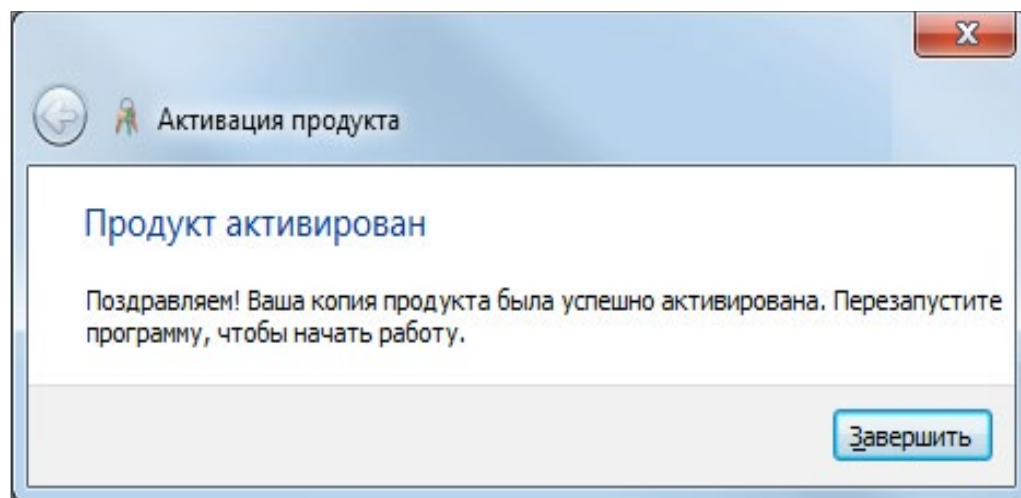 Активация продукта
Продукт активирован
Поздравляем! Ваша копия продукта была успешно активирована. Перезапустите
программу, чтобы начать работу.
Завершить